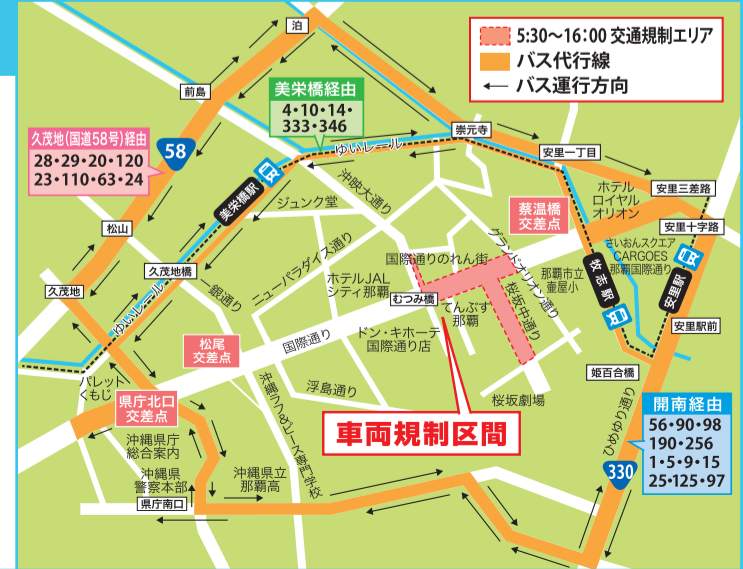 5:30～16:00 交通規制エリア
バス代行線
バス運行方向
泊
前島
美栄橋経由
4・10・14・
333・346
久茂地(国道58号)経由
28・29・20・120
23・110・63・24
58
崇元寺
ゆいレール
安里一丁目
美栄橋駅
ジュンク堂
沖映大通り
蔡温橋
交差点
ホテル
ロイヤル
オリオン
安里三差路
安里十字路
松山
久茂地橋
ニューパラダイス通り
国際通りのれん街
グランドオリオン通り
さいおんスクエア
CARGOES
那覇国際通り
那覇市立
壷屋小
牧志駅
安里駅
久茂地
一銀通り
ホテルJAL
シティ那覇
むつみ橋
てんぶす
那覇
桜坂中通り
ゆいレール
松尾
交差点
国際通り
ドン・キホーテ
国際通り店
安里駅前
姫百合橋
パレット
くもじ
県庁北口
交差点
浮島通り
桜坂劇場
ひめゆり通り
開南経由
56・90・98
190・256
1・5・9・15
25・125・97
車両規制区間
沖縄ラフ&ピース専門学校
沖縄県庁
総合案内
沖縄県
警察本部
沖縄県立
那覇高
330
県庁南口